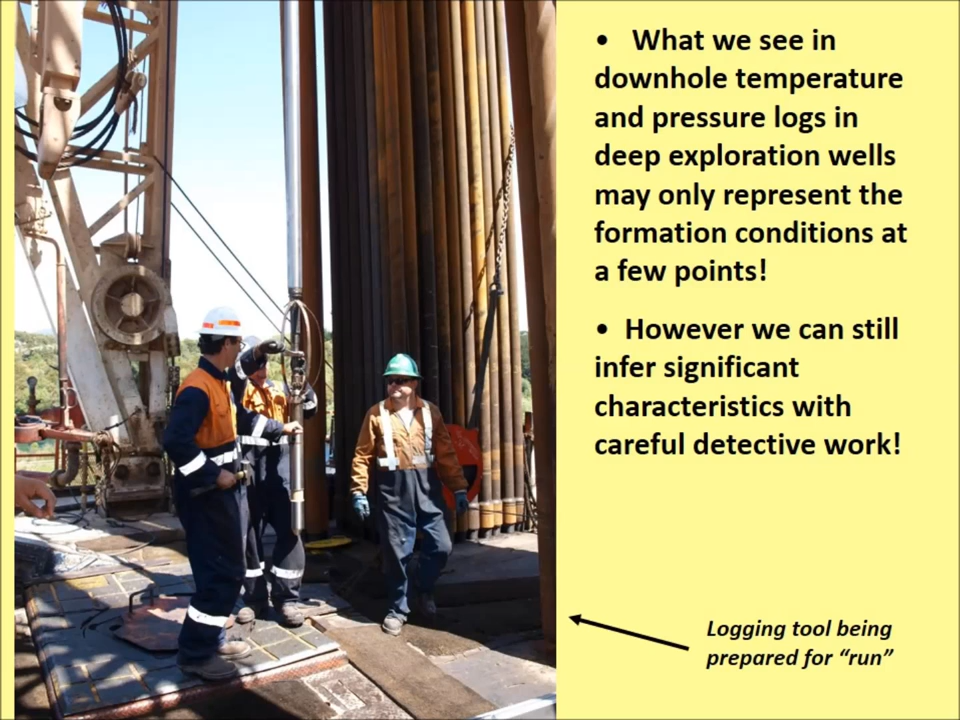 • What we see in
downhole temperature
and pressure logs in
deep exploration wells
may only represent the
formation conditions at
a few points!
• However we can still
infer significant
characteristics with
careful detective work!
Logging tool being
prepared for “run”